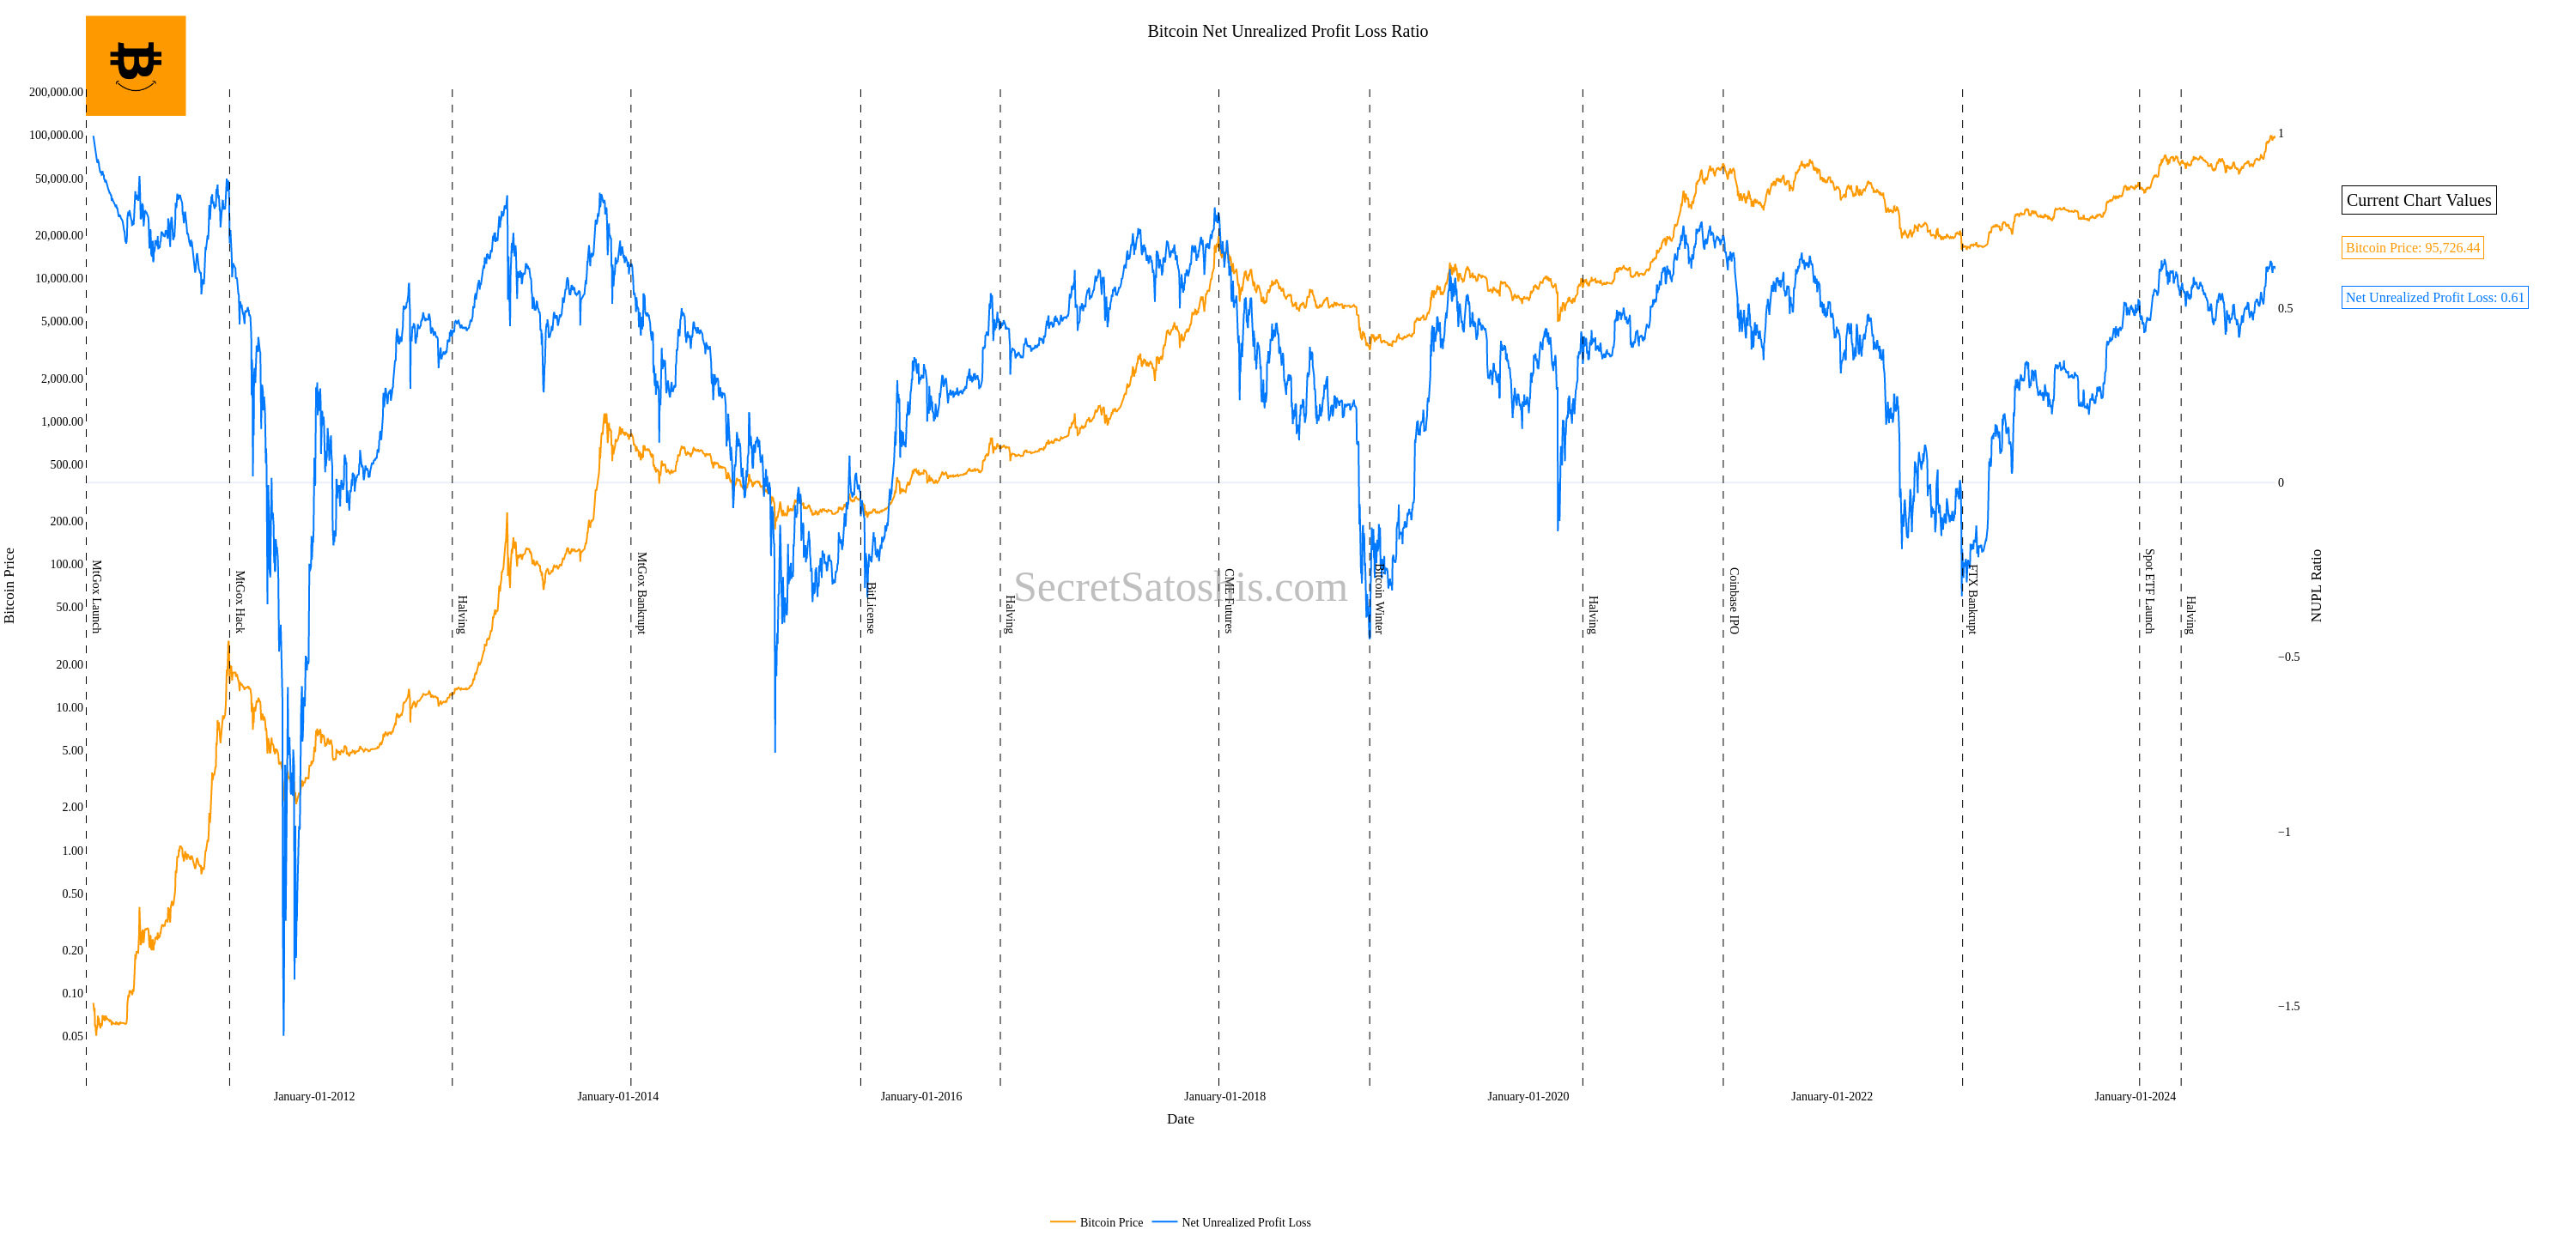 Bitcoin Net Unrealized Profit Loss Ratio
200,000.00
100,000.00
50,000.00
20,000.00
10,000.00
5,000.00
2,000.00
1,000.00
500.00
200.00
100.00
50.00
20.00
10.00
5.00
2.00
1.00
0.50
0.20
0.10
0.05
Bitcoin Price
MtGox Launch
MtGox Hack
Halving
MtGox Bankrupt
BitLicense
Halving
SecretSatoshis.com
CME Futures
Bitcoin Winter
Halving
Coinbase IPO
FTX Bankrupt
Spot ETF Launch
Halving
1
0.5
0
−0.5
−1
−1.5
NUPL Ratio
Current Chart Values
Bitcoin Price: 95,726.44
Net Unrealized Profit Loss: 0.61
January-01-2012
January-01-2014
January-01-2016
January-01-2018
January-01-2020
January-01-2022
January-01-2024
Date
Bitcoin Price
Net Unrealized Profit Loss